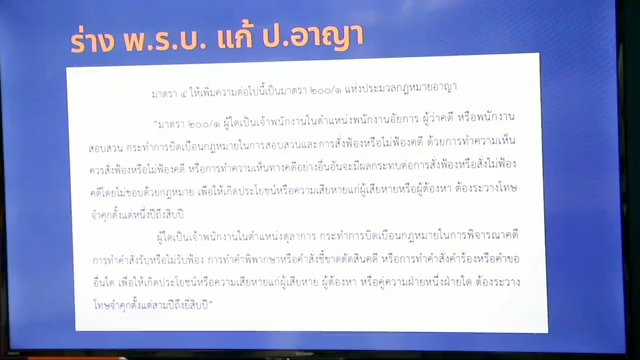 ร่าง พ.ร.บ. แก้ ป.อาญา
มาตรา ๔ ให้เพิ่มความต่อไปนี้เป็นมาตรา ๒๐๐/๑ แห่งประมวลกฎหมายอาญา
"มาตรา ๒๐๐/๑ ผู้ใดเป็นเจ้าพนักงานในตำแหน่งพนักงานอัยการ ผู้ว่าคดี หรือพนักงาน
สอบสวน กระทำการบิดเบือนกฎหมายในการสอบสวนและการสั่งฟ้องหรือไม่ฟ้องคดี ด้วยการทำความเห็น
ควรสั่งฟ้องหรือไม่ฟ้องคดี หรือการทำความเห็นทางคดีอย่างอื่นอันจะมีผลกระทบต่อการสั่งฟ้องหรือสั่งไม่ฟ้อง
คดีโดยไม่ชอบด้วยกฎหมาย เพื่อให้เกิดประโยชน์หรือความเสียหายแก่ผู้เสียหายหรือผู้ต้องหา ต้องระวางโทษ
จำคุกตั้งแต่หนึ่งปีถึงสิบปี
ผู้ใดเป็นเจ้าพนักงานในตำแหน่งตุลาการ กระทำการบิดเบือนกฎหมายในการพิจารณาคดี
การทำคำสั่งรับหรือไม่รับฟ้อง การทำคำพิพากษาหรือคำสั่งชี้ขาดตัดสินคดี หรือการทำคำสั่งคำร้องหรือคำขอ
อื่นใด เพื่อให้เกิดประโยชน์หรือความเสียหายแก่ผู้เสียหาย ผู้ต้องหา หรือคู่ความฝ่ายหนึ่งฝ่ายใด ต้องระวาง
โทษจำคุกตั้งแต่สามปีถึงยี่สิบปี"